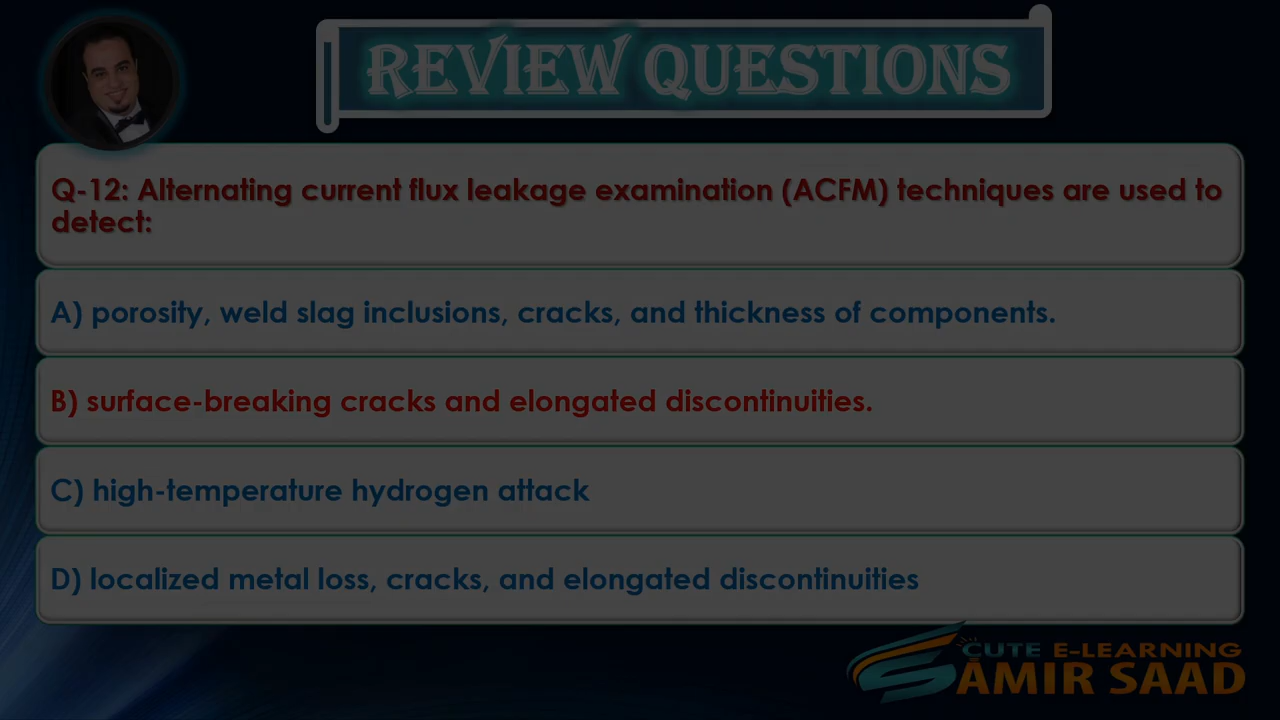 REVIEW QUESTIONS
Q-12: Alternating current flux leakage examination (ACFM) techniques are used to
detect:
A) porosity, weld slag inclusions, cracks, and thickness of components.
B) surface-breaking cracks and elongated discontinuities.
C) high-temperature hydrogen attack
D) localized metal loss, cracks, and elongated discontinuities
CUTE E-LEARNING
AMIR SAAD